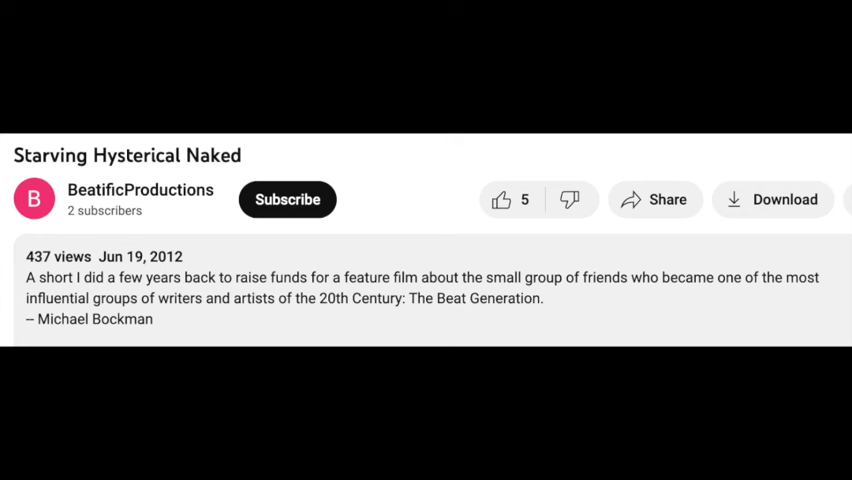 Starving Hysterical Naked
B
BeatificProductions
2 subscribers
Subscribe
5
Share
Download
437 views Jun 19, 2012
A short I did a few years back to raise funds for a feature film about the small group of friends who became one of the most
influential groups of writers and artists of the 20th Century: The Beat Generation.
-- Michael Bockman